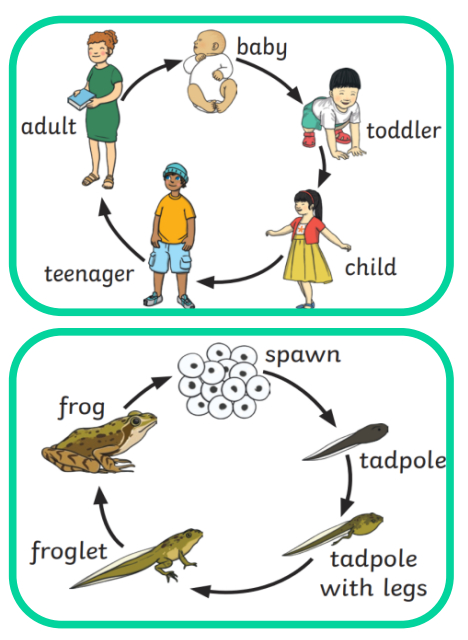 baby
toddler
child
teenager
adult
spawn
tadpole
tadpole
with legs
froglet
frog